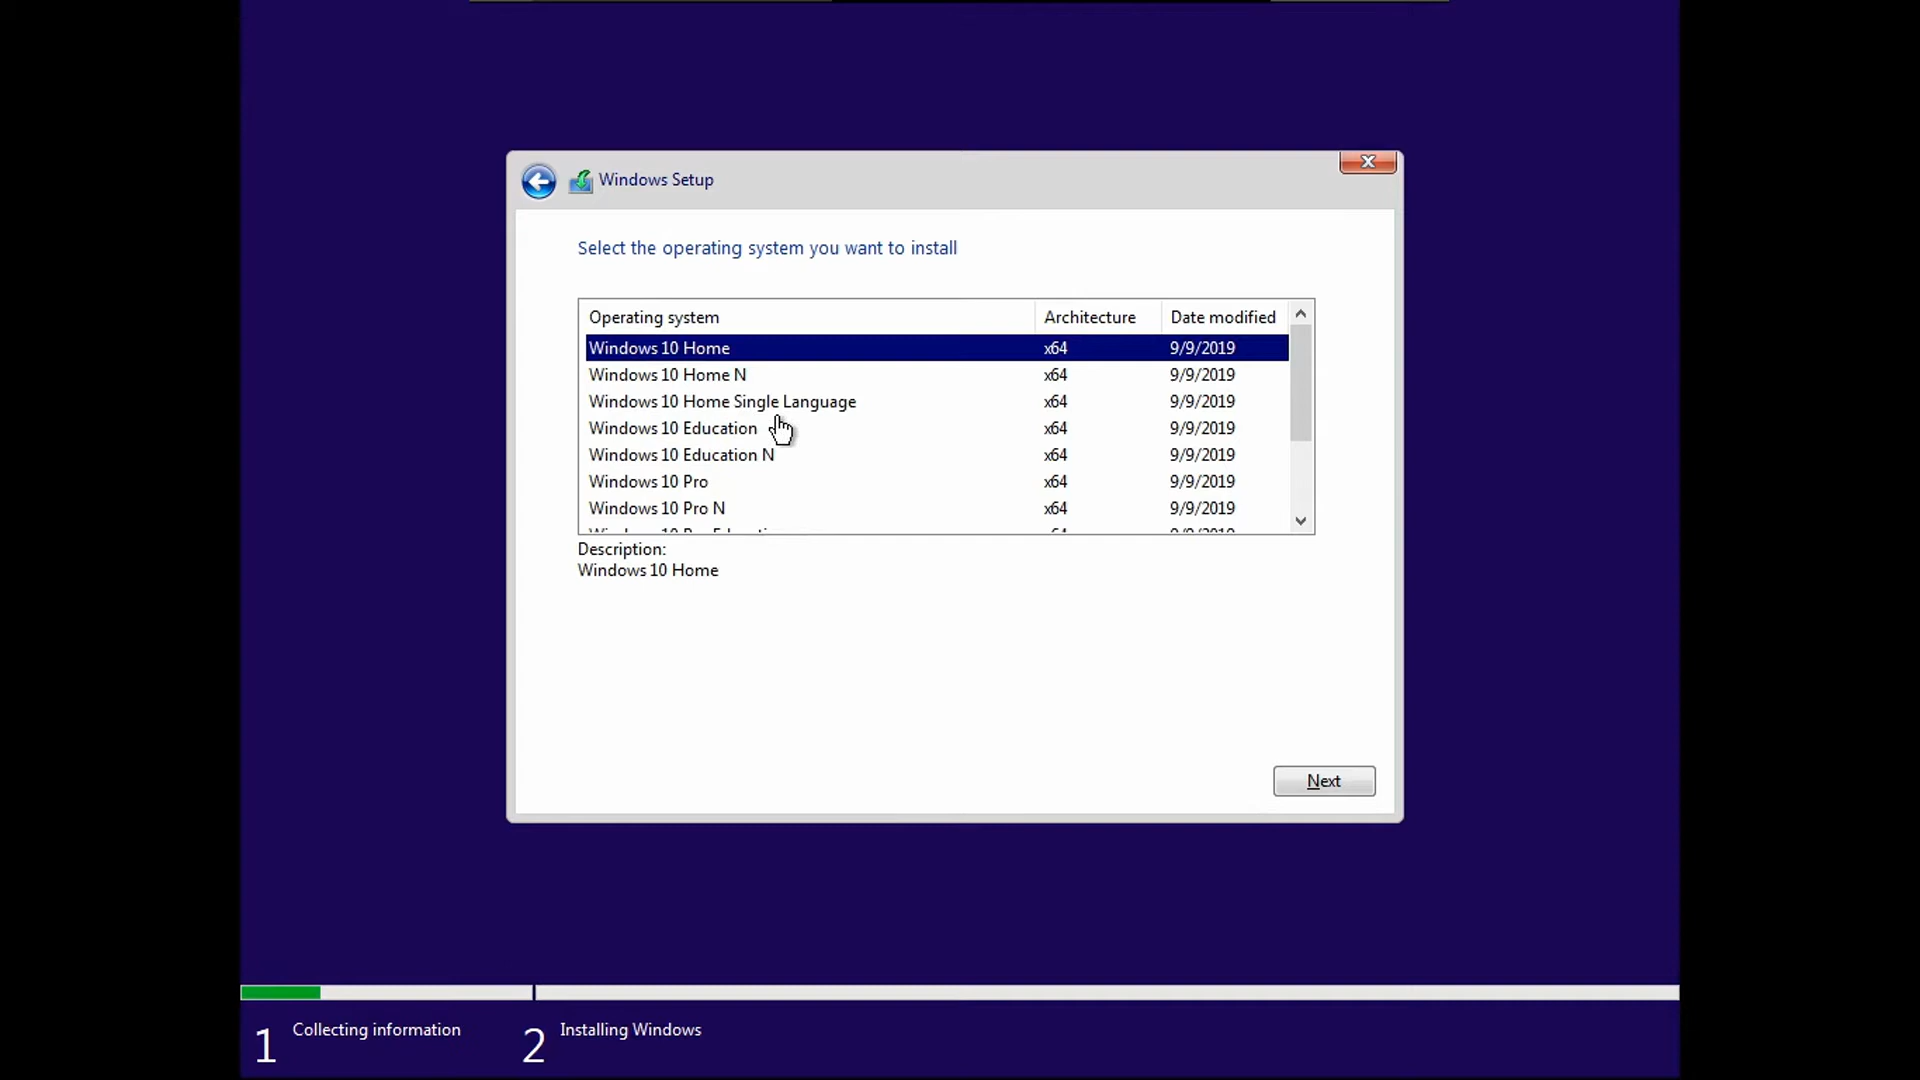 Windows Setup
Select the operating system you want to install
Operating system Architecture Date modified
Windows 10 Home x64 9/9/2019
Windows 10 Home N x64 9/9/2019
Windows 10 Home Single Language x64 9/9/2019
Windows 10 Education x64 9/9/2019
Windows 10 Education N x64 9/9/2019
Windows 10 Pro x64 9/9/2019
Windows 10 Pro N x64 9/9/2019
Description:
Windows 10 Home
Next
1 Collecting information 2 Installing Windows